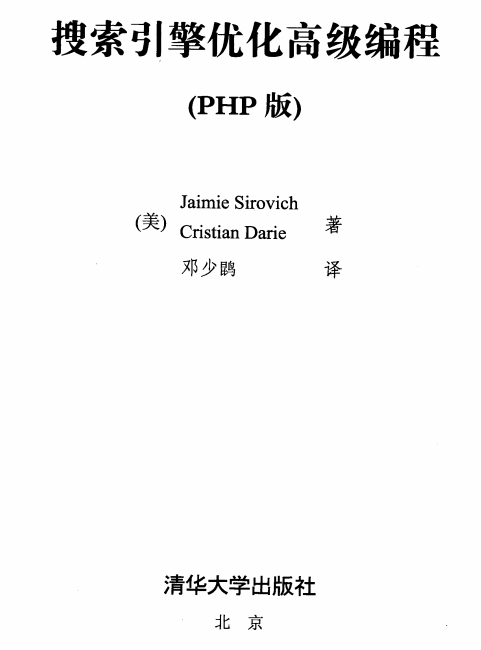 搜索引擎优化高级编程
(PHP 版)
(美) Jaimie Sirovich
Cristian Darie 著
邓少鹍 译
清华大学出版社
北 京